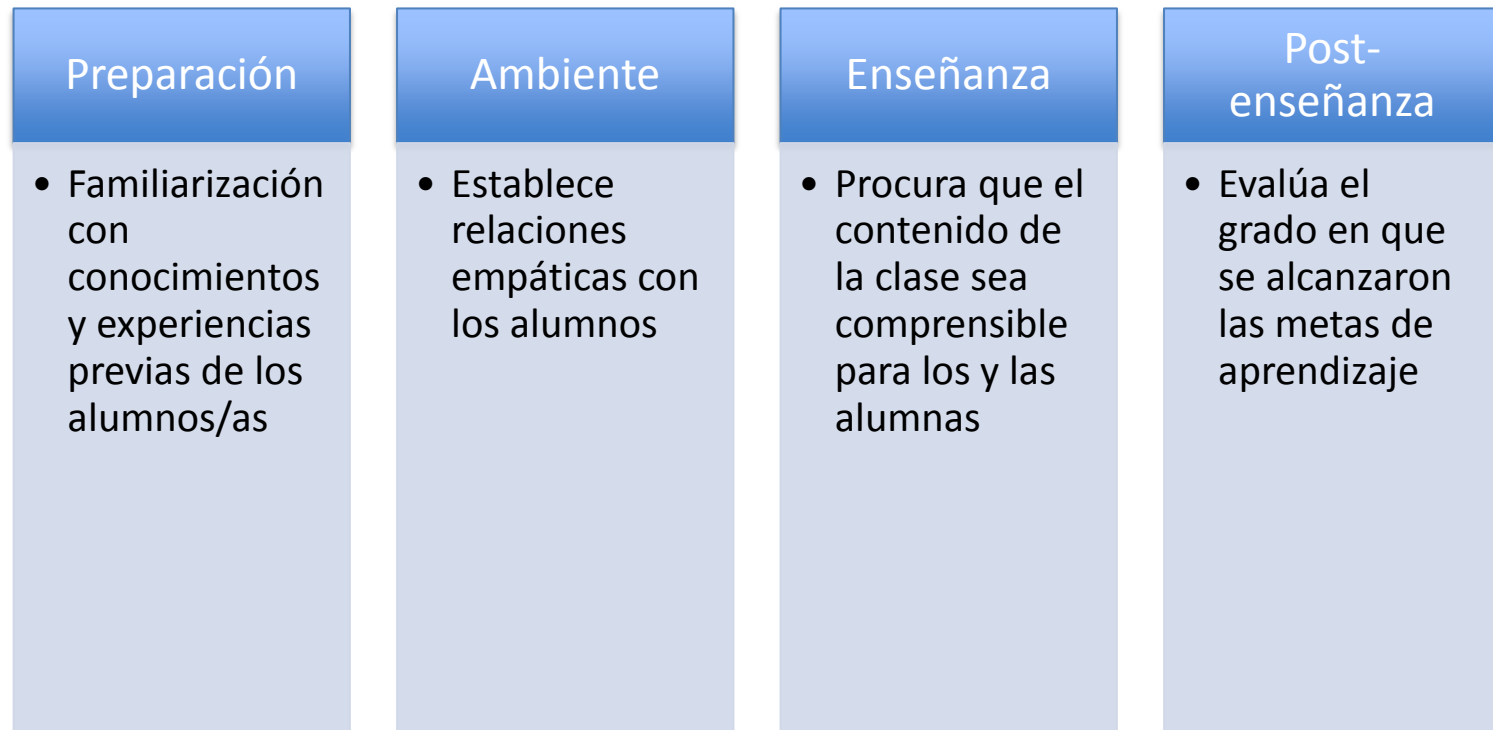 Preparación
• Familiarización
con
conocimientos
y experiencias
previas de los
alumnos/as
Ambiente
• Establece
relaciones
empáticas con
los alumnos
Enseñanza
• Procura que el
contenido de
la clase sea
comprensible
para los y las
alumnas
Post-
enseñanza
• Evalúa el
grado en que
se alcanzaron
las metas de
aprendizaje